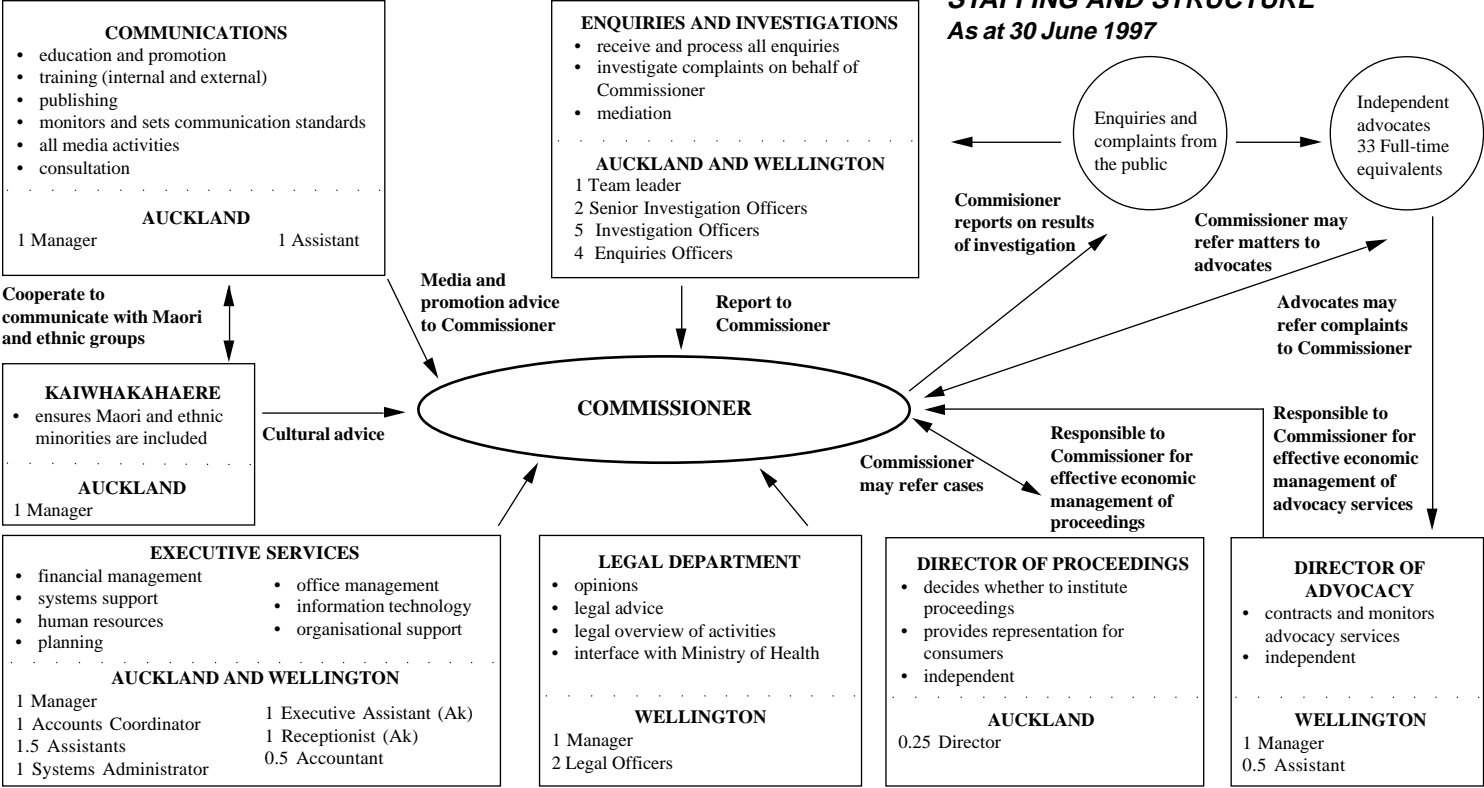 STAFFING AND STRUCTURE
As at 30 June 1997
COMMUNICATIONS
• education and promotion
• training (internal and external)
• publishing
• monitors and sets communication standards
• all media activities
• consultation
AUCKLAND
1 Manager 1 Assistant
ENQUIRIES AND INVESTIGATIONS
• receive and process all enquiries
• investigate complaints on behalf of
Commissioner
• mediation
AUCKLAND AND WELLINGTON
1 Team leader
2 Senior Investigation Officers
5 Investigation Officers
4 Enquiries Officers
Enquiries and
complaints from
the public
Independent
advocates
33 Full-time
equivalents
Cooperate to
communicate with Maori
and ethnic groups
Media and
promotion advice
to Commissioner
Report to
Commissioner
Commisioner
reports on results
of investigation
Commissioner may
refer matters to
advocates
Advocates may
refer complaints
to Commissioner
KAIWHAKAHAERE
• ensures Maori and ethnic
minorities are included
AUCKLAND
1 Manager
Cultural advice
COMMISSIONER
Commissioner
may refer cases
Responsible to
Commissioner for
effective economic
management of
proceedings
Responsible to
Commissioner for
effective economic
management of
advocacy services
EXECUTIVE SERVICES
• financial management
• systems support
• human resources
• planning
• office management
• information technology
• organisational support
AUCKLAND AND WELLINGTON
1 Manager
1 Accounts Coordinator
1.5 Assistants
1 Systems Administrator
1 Executive Assistant (Ak)
1 Receptionist (Ak)
0.5 Accountant
LEGAL DEPARTMENT
• opinions
• legal advice
• legal overview of activities
• interface with Ministry of Health
WELLINGTON
1 Manager
2 Legal Officers
DIRECTOR OF PROCEEDINGS
• decides whether to institute
proceedings
• provides representation for
consumers
• independent
AUCKLAND
0.25 Director
DIRECTOR OF
ADVOCACY
• contracts and monitors
advocacy services
• independent
WELLINGTON
1 Manager
0.5 Assistant